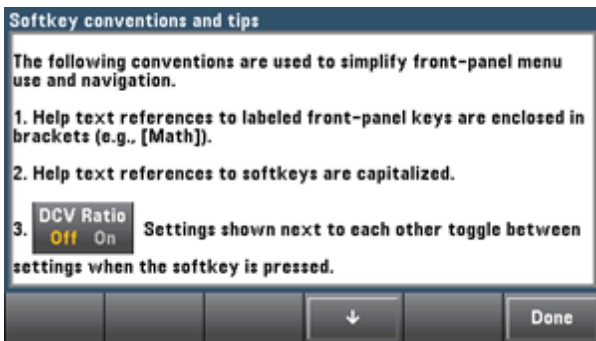 Softkey conventions and tips
The following conventions are used to simplify front-panel menu
use and navigation.
1. Help text references to labeled front-panel keys are enclosed in
brackets (e.g., [Math]).
2. Help text references to softkeys are capitalized.
3. DCV Ratio
Off On Settings shown next to each other toggle between
settings when the softkey is pressed.
↓ Done